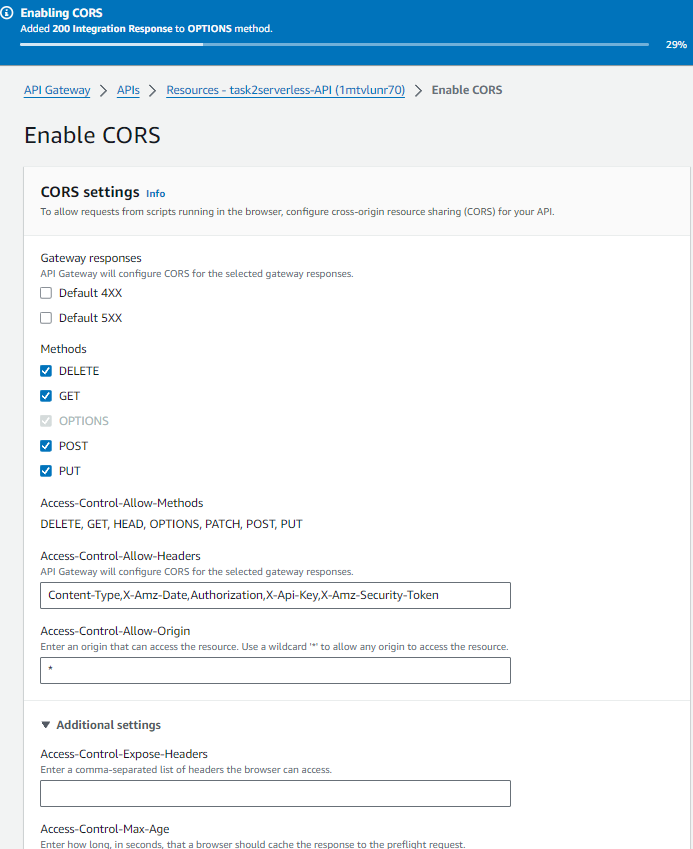 Enabling CORS
Added 200 Integration Response to OPTIONS method.
29%
API Gateway > APIs > Resources - task2serverless-API (1mtvlunr70) > Enable CORS
Enable CORS
CORS settings Info
To allow requests from scripts running in the browser, configure cross-origin resource sharing (CORS) for your API.
Gateway responses
API Gateway will configure CORS for the selected gateway responses.
Default 4XX
Default 5XX
Methods
DELETE
GET
OPTIONS
POST
PUT
Access-Control-Allow-Methods
DELETE, GET, HEAD, OPTIONS, PATCH, POST, PUT
Access-Control-Allow-Headers
API Gateway will configure CORS for the selected gateway responses.
Content-Type,X-Amz-Date,Authorization,X-Api-Key,X-Amz-Security-Token
Access-Control-Allow-Origin
Enter an origin that can access the resource. Use a wildcard '*' to allow any origin to access the resource.
*
Additional settings
Access-Control-Expose-Headers
Enter a comma-separated list of headers the browser can access.
Access-Control-Max-Age
Enter how long, in seconds, that a browser should cache the response to the preflight request.